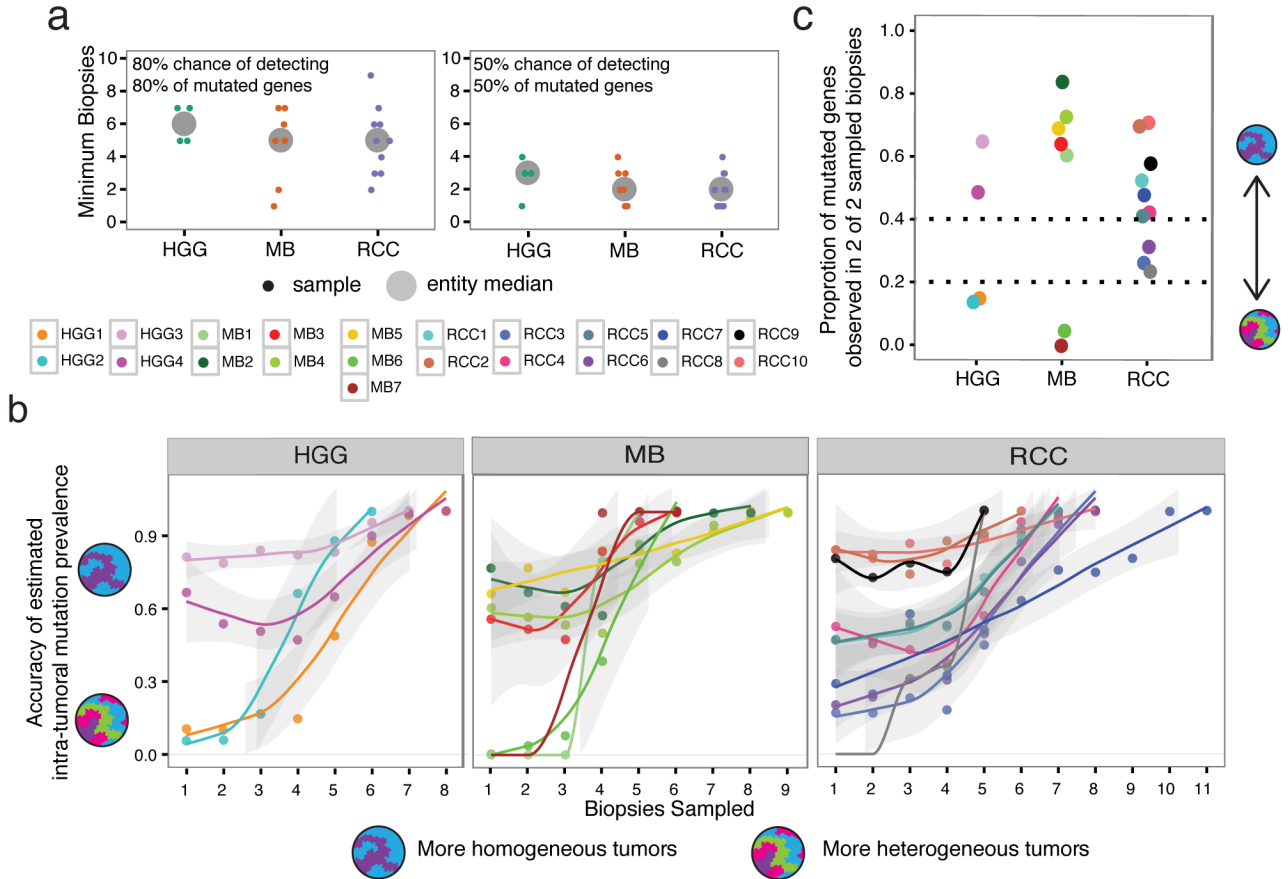 a
Minimum Biopsies
10
8
6
4
2
0
80% chance of detecting
80% of mutated genes
HGG
MB
RCC
10
8
6
4
2
0
50% chance of detecting
50% of mutated genes
HGG
MB
RCC
sample
entity median
HGG1
HGG3
MB1
MB3
MB5
RCC1
RCC3
RCC5
RCC7
RCC9
HGG2
HGG4
MB2
MB4
MB6
RCC2
RCC4
RCC6
RCC8
RCC10
MB7
c
Proprotion of mutated genes
observed in 2 of 2 sampled biopsies
1.0
0.8
0.6
0.4
0.2
0.0
HGG
MB
RCC
b
Accuracy of estimated
intra-tumoral mutation prevalence
HGG
MB
RCC
0.9
0.6
0.3
0.0
1 2 3 4 5 6 7 8
1 2 3 4 5 6 7 8 9
1 2 3 4 5 6 7 8 9 10 11
Biopsies Sampled
More homogeneous tumors
More heterogeneous tumors